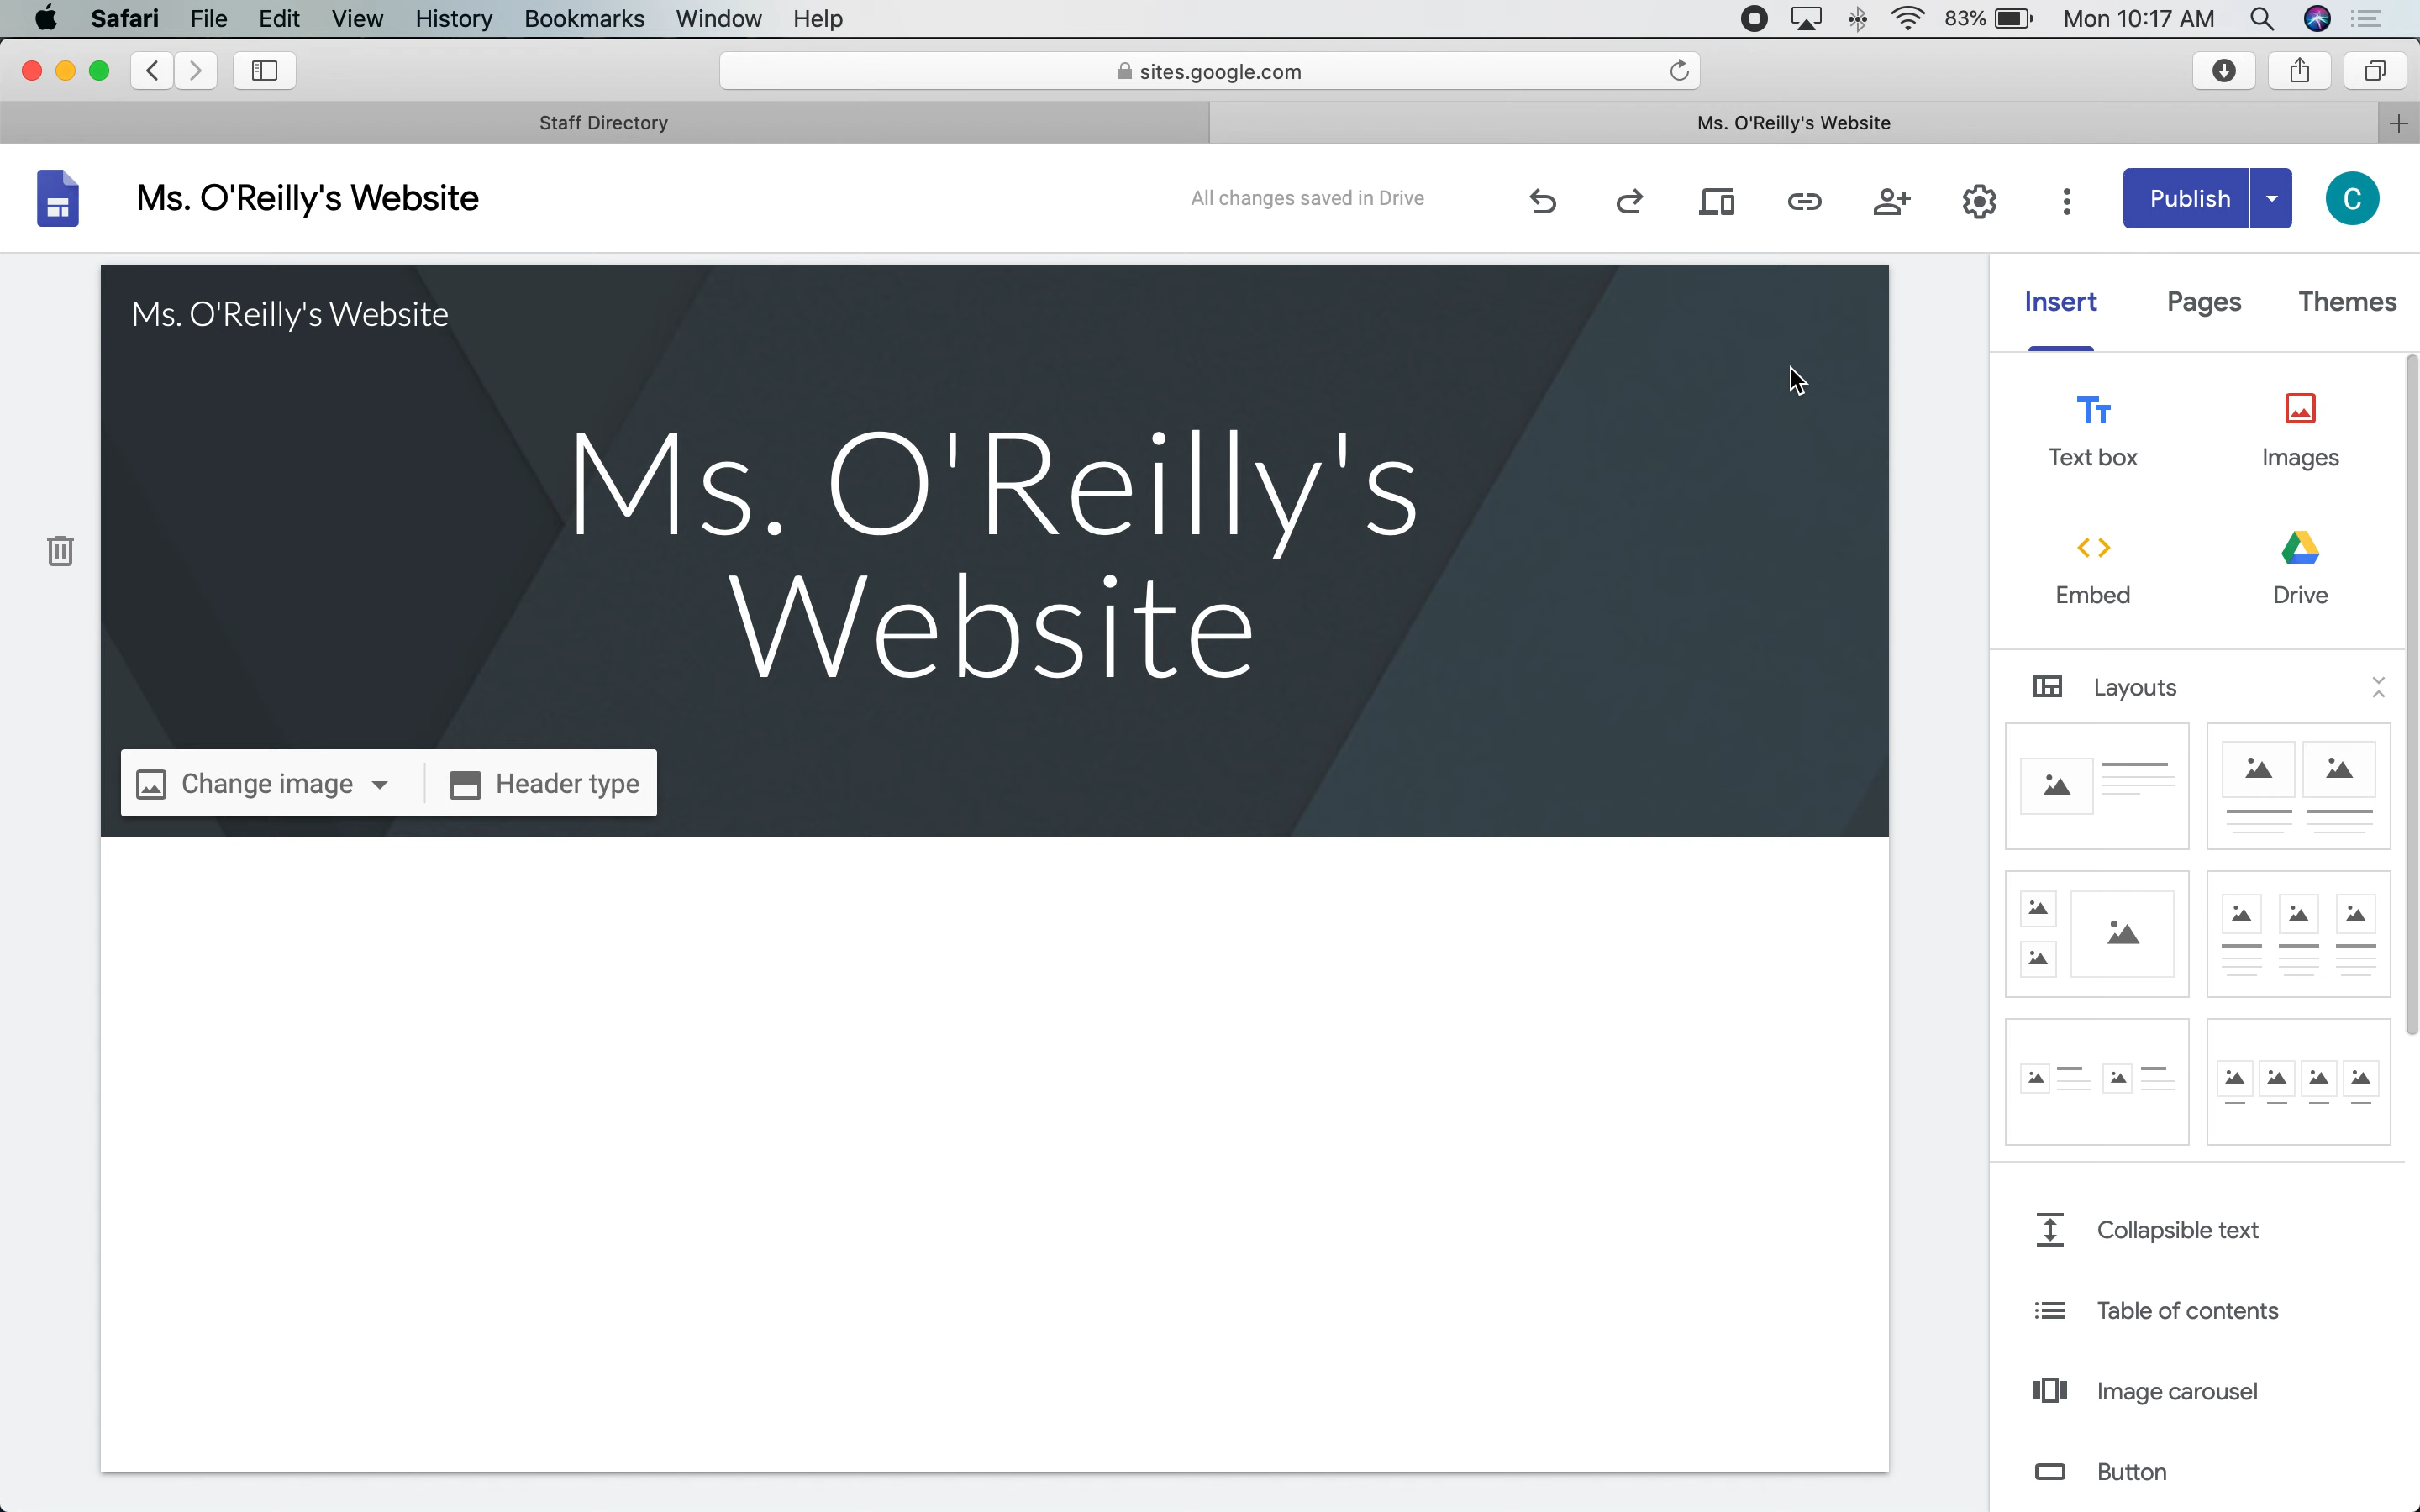 Safari File Edit View History Bookmarks Window Help 83% Mon 10:17 AM
sites.google.com
Staff Directory Ms. O'Reilly's Website
Ms. O'Reilly's Website All changes saved in Drive Publish C
Ms. O'Reilly's Website
Ms. O'Reilly's
Website
Change image Header type
Insert Pages Themes
Text box Images
Embed Drive
Layouts
Collapsible text
Table of contents
Image carousel
Button